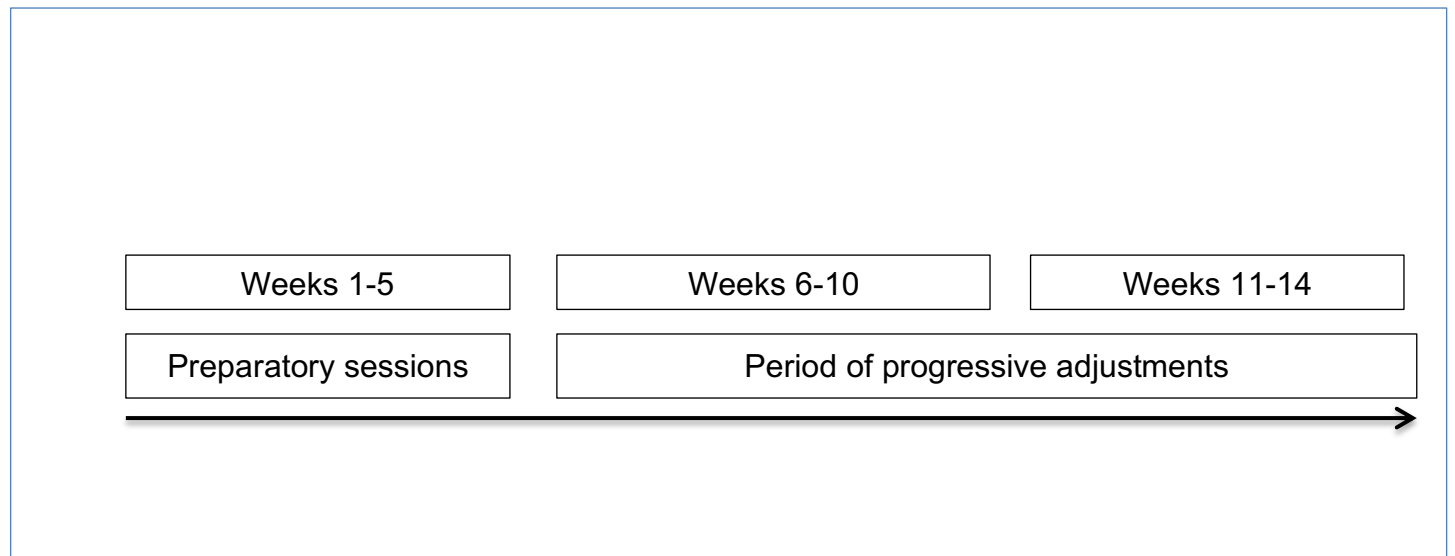 Weeks 1-5
Weeks 6-10
Weeks 11-14
Preparatory sessions
Period of progressive adjustments